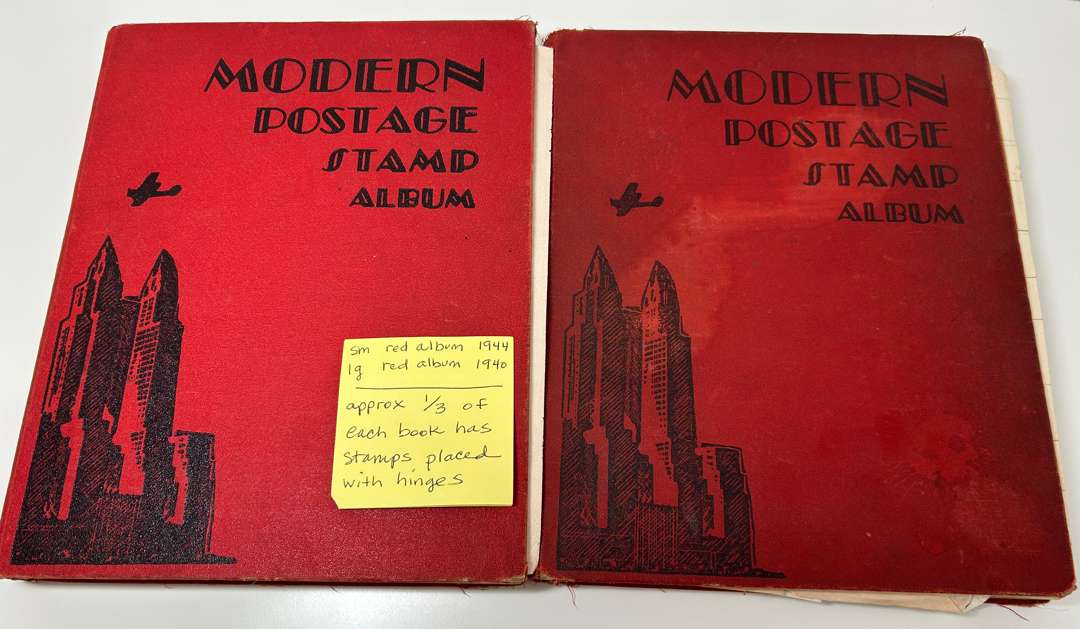 MODERN
POSTAGE
STAMP
ALBUM
sm red album 1944
lg red album 1940
approx 1/3 of
each book has
stamps placed
with hinges
MODERN
POSTAGE
STAMP
ALBUM